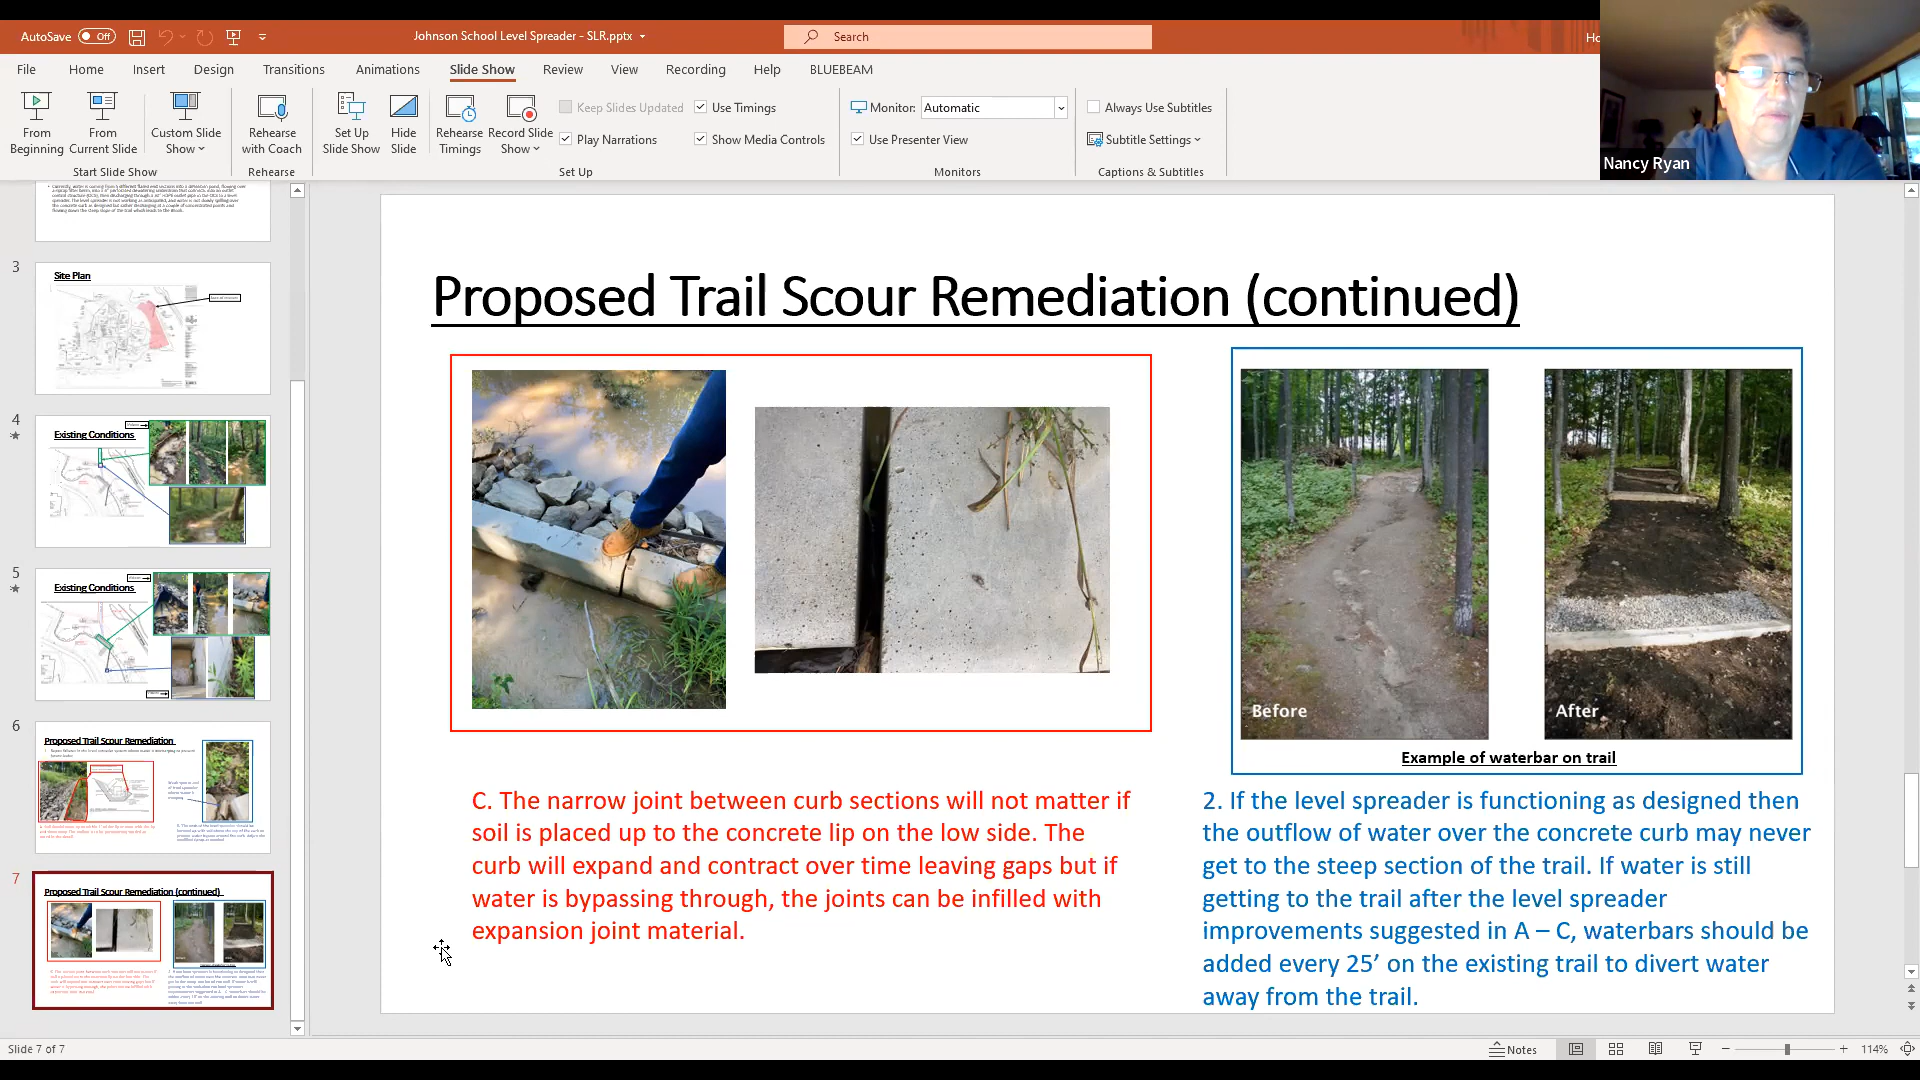 AutoSave Off
Johnson School Level Spreader - SLR.pptx
Search
File Home Insert Design Transitions Animations Slide Show Review View Recording Help BLUEBEAM
From Beginning
From Current Slide
Custom Slide Show
Rehearse with Coach
Set Up Slide Show
Hide Slide
Rehearse Timings
Record Slide Show
Keep Slides Updated
Play Narrations
Use Timings
Show Media Controls
Monitor: Automatic
Use Presenter View
Always Use Subtitles
Subtitle Settings
Start Slide Show Rehearse Set Up Monitors Captions & Subtitles
Nancy Ryan
3
Site Plan
4
Existing Conditions
5
Existing Conditions
6
Proposed Trail Scour Remediation
7
Proposed Trail Scour Remediation (continued)
Proposed Trail Scour Remediation (continued)
Before
After
Example of waterbar on trail
C. The narrow joint between curb sections will not matter if
soil is placed up to the concrete lip on the low side. The
curb will expand and contract over time leaving gaps but if
water is bypassing through, the joints can be infilled with
expansion joint material.
2. If the level spreader is functioning as designed then
the outflow of water over the concrete curb may never
get to the steep section of the trail. If water is still
getting to the trail after the level spreader
improvements suggested in A – C, waterbars should be
added every 25’ on the existing trail to divert water
away from the trail.
Slide 7 of 7
Notes
114%